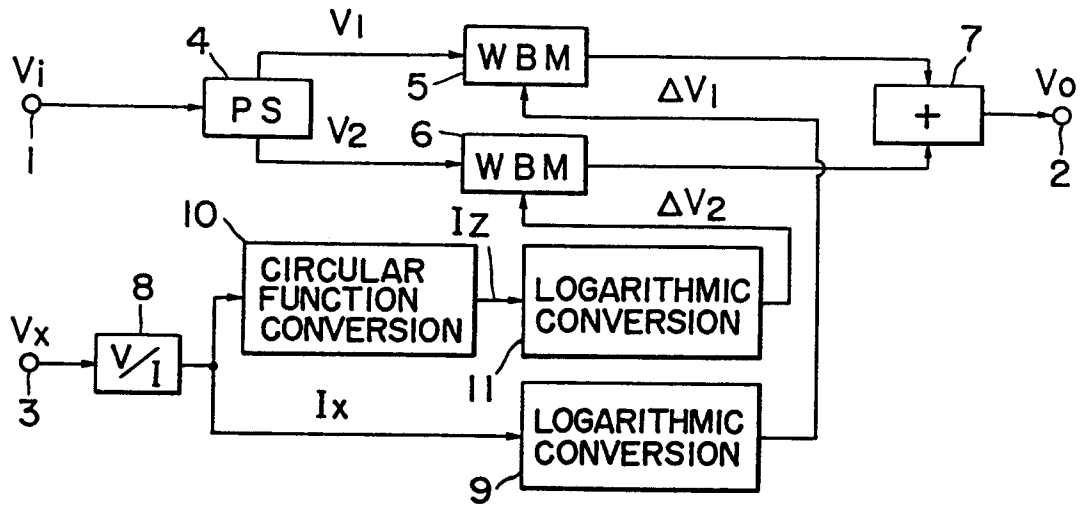 V1
4
WBM
7
Vi
PS
5
ΔV1
Vo
+
1
V2
6
WBM
2
10
ΔV2
IZ
CIRCULAR
FUNCTION
CONVERSION
LOGARITHMIC
CONVERSION
8
Vx
V/I
11
3
Ix
LOGARITHMIC
CONVERSION
9